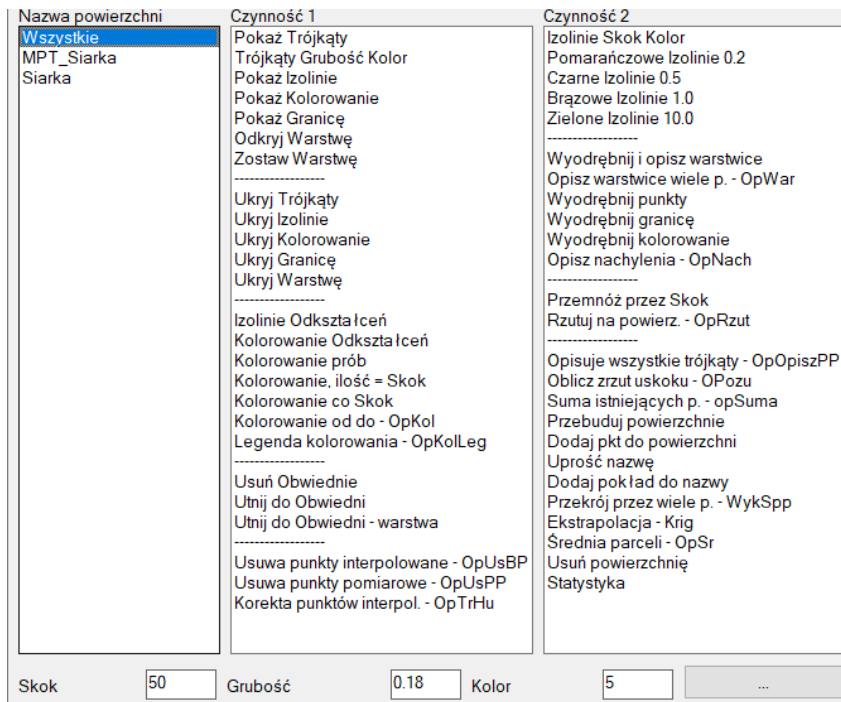 Nazwa powierzchni
Wszystkie
MPT_Siarka
Siarka
Czynność 1
Pokaż Trójkąty
Trójkąty Grubość Kolor
Pokaż Izolinie
Pokaż Kolorowanie
Pokaż Granicę
Odkryj Warstwę
Zostaw Warstwę
------------------
Ukryj Trójkąty
Ukryj Izolinie
Ukryj Kolorowanie
Ukryj Granicę
Ukryj Warstwę
------------------
Izolinie Odkształceń
Kolorowanie Odkształceń
Kolorowanie prób
Kolorowanie, ilość = Skok
Kolorowanie co Skok
Kolorowanie od do - OpKol
Legenda kolorowania - OpKolLeg
------------------
Usuń Obwiednie
Utnij do Obwiedni
Utnij do Obwiedni - warstwa
------------------
Usuwa punkty interpolowane - OpUsBP
Usuwa punkty pomiarowe - OpUsPP
Korekta punktów interpol. - OpTrHu
Czynność 2
Izolinie Skok Kolor
Pomarańczowe Izolinie 0.2
Czarne Izolinie 0.5
Brązowe Izolinie 1.0
Zielone Izolinie 10.0
------------------
Wyodrębnij i opisz warstwice
Opisz warstwice wiele p. - OpWar
Wyodrębnij punkty
Wyodrębnij granicę
Wyodrębnij kolorowanie
Opisz nachylenia - OpNach
------------------
Przemnóż przez Skok
Rzutuj na powierz. - OpRzut
------------------
Opisuje wszystkie trójkąty - OpOpiszPP
Oblicz zrzut uskoku - OPozu
Suma istniejących p. - opSuma
Przebuduj powierzchnie
Dodaj pkt do powierzchni
Uprość nazwę
Dodaj pokład do nazwy
Przekrój przez wiele p. - WykSpp
Ekstrapolacja - Krig
Średnia parceli - OpSr
Usuń powierzchnię
Statystyka
Skok 50 Grubość 0.18 Kolor 5 ...